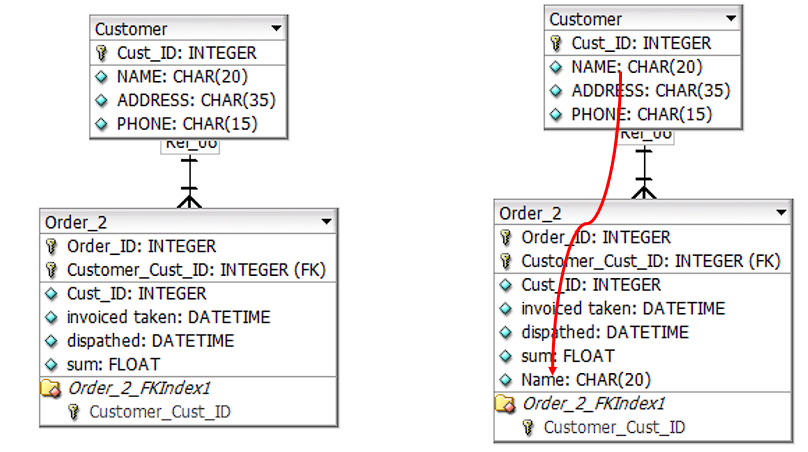 Customer
Cust_ID: INTEGER
NAME: CHAR(20)
ADDRESS: CHAR(35)
PHONE: CHAR(15)
Order_2
Order_ID: INTEGER
Customer_Cust_ID: INTEGER (FK)
Cust_ID: INTEGER
invoiced taken: DATETIME
dispathed: DATETIME
sum: FLOAT
Order_2_FKIndex1
Customer_Cust_ID
Customer
Cust_ID: INTEGER
NAME: CHAR(20)
ADDRESS: CHAR(35)
PHONE: CHAR(15)
Order_2
Order_ID: INTEGER
Customer_Cust_ID: INTEGER (FK)
Cust_ID: INTEGER
invoiced taken: DATETIME
dispathed: DATETIME
sum: FLOAT
Name: CHAR(20)
Order_2_FKIndex1
Customer_Cust_ID